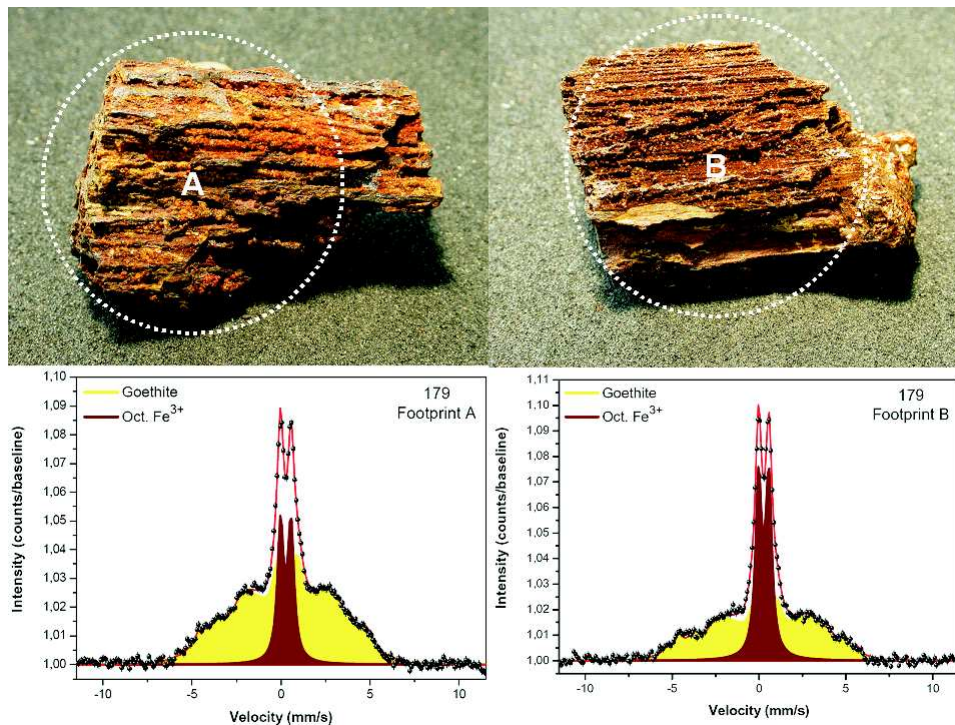 A
B
Goethite
Oct. Fe³⁺
179
Footprint A
1,10
1,09
1,08
1,07
1,06
1,05
1,04
1,03
1,02
1,01
1,00
Intensity (counts/baseline)
-10
-5
0
5
10
Velocity (mm/s)
Goethite
Oct. Fe³⁺
179
Footprint B
1,11
1,10
1,09
1,08
1,07
1,06
1,05
1,04
1,03
1,02
1,01
1,00
Intensity (counts/baseline)
-10
-5
0
5
10
Velocity (mm/s)